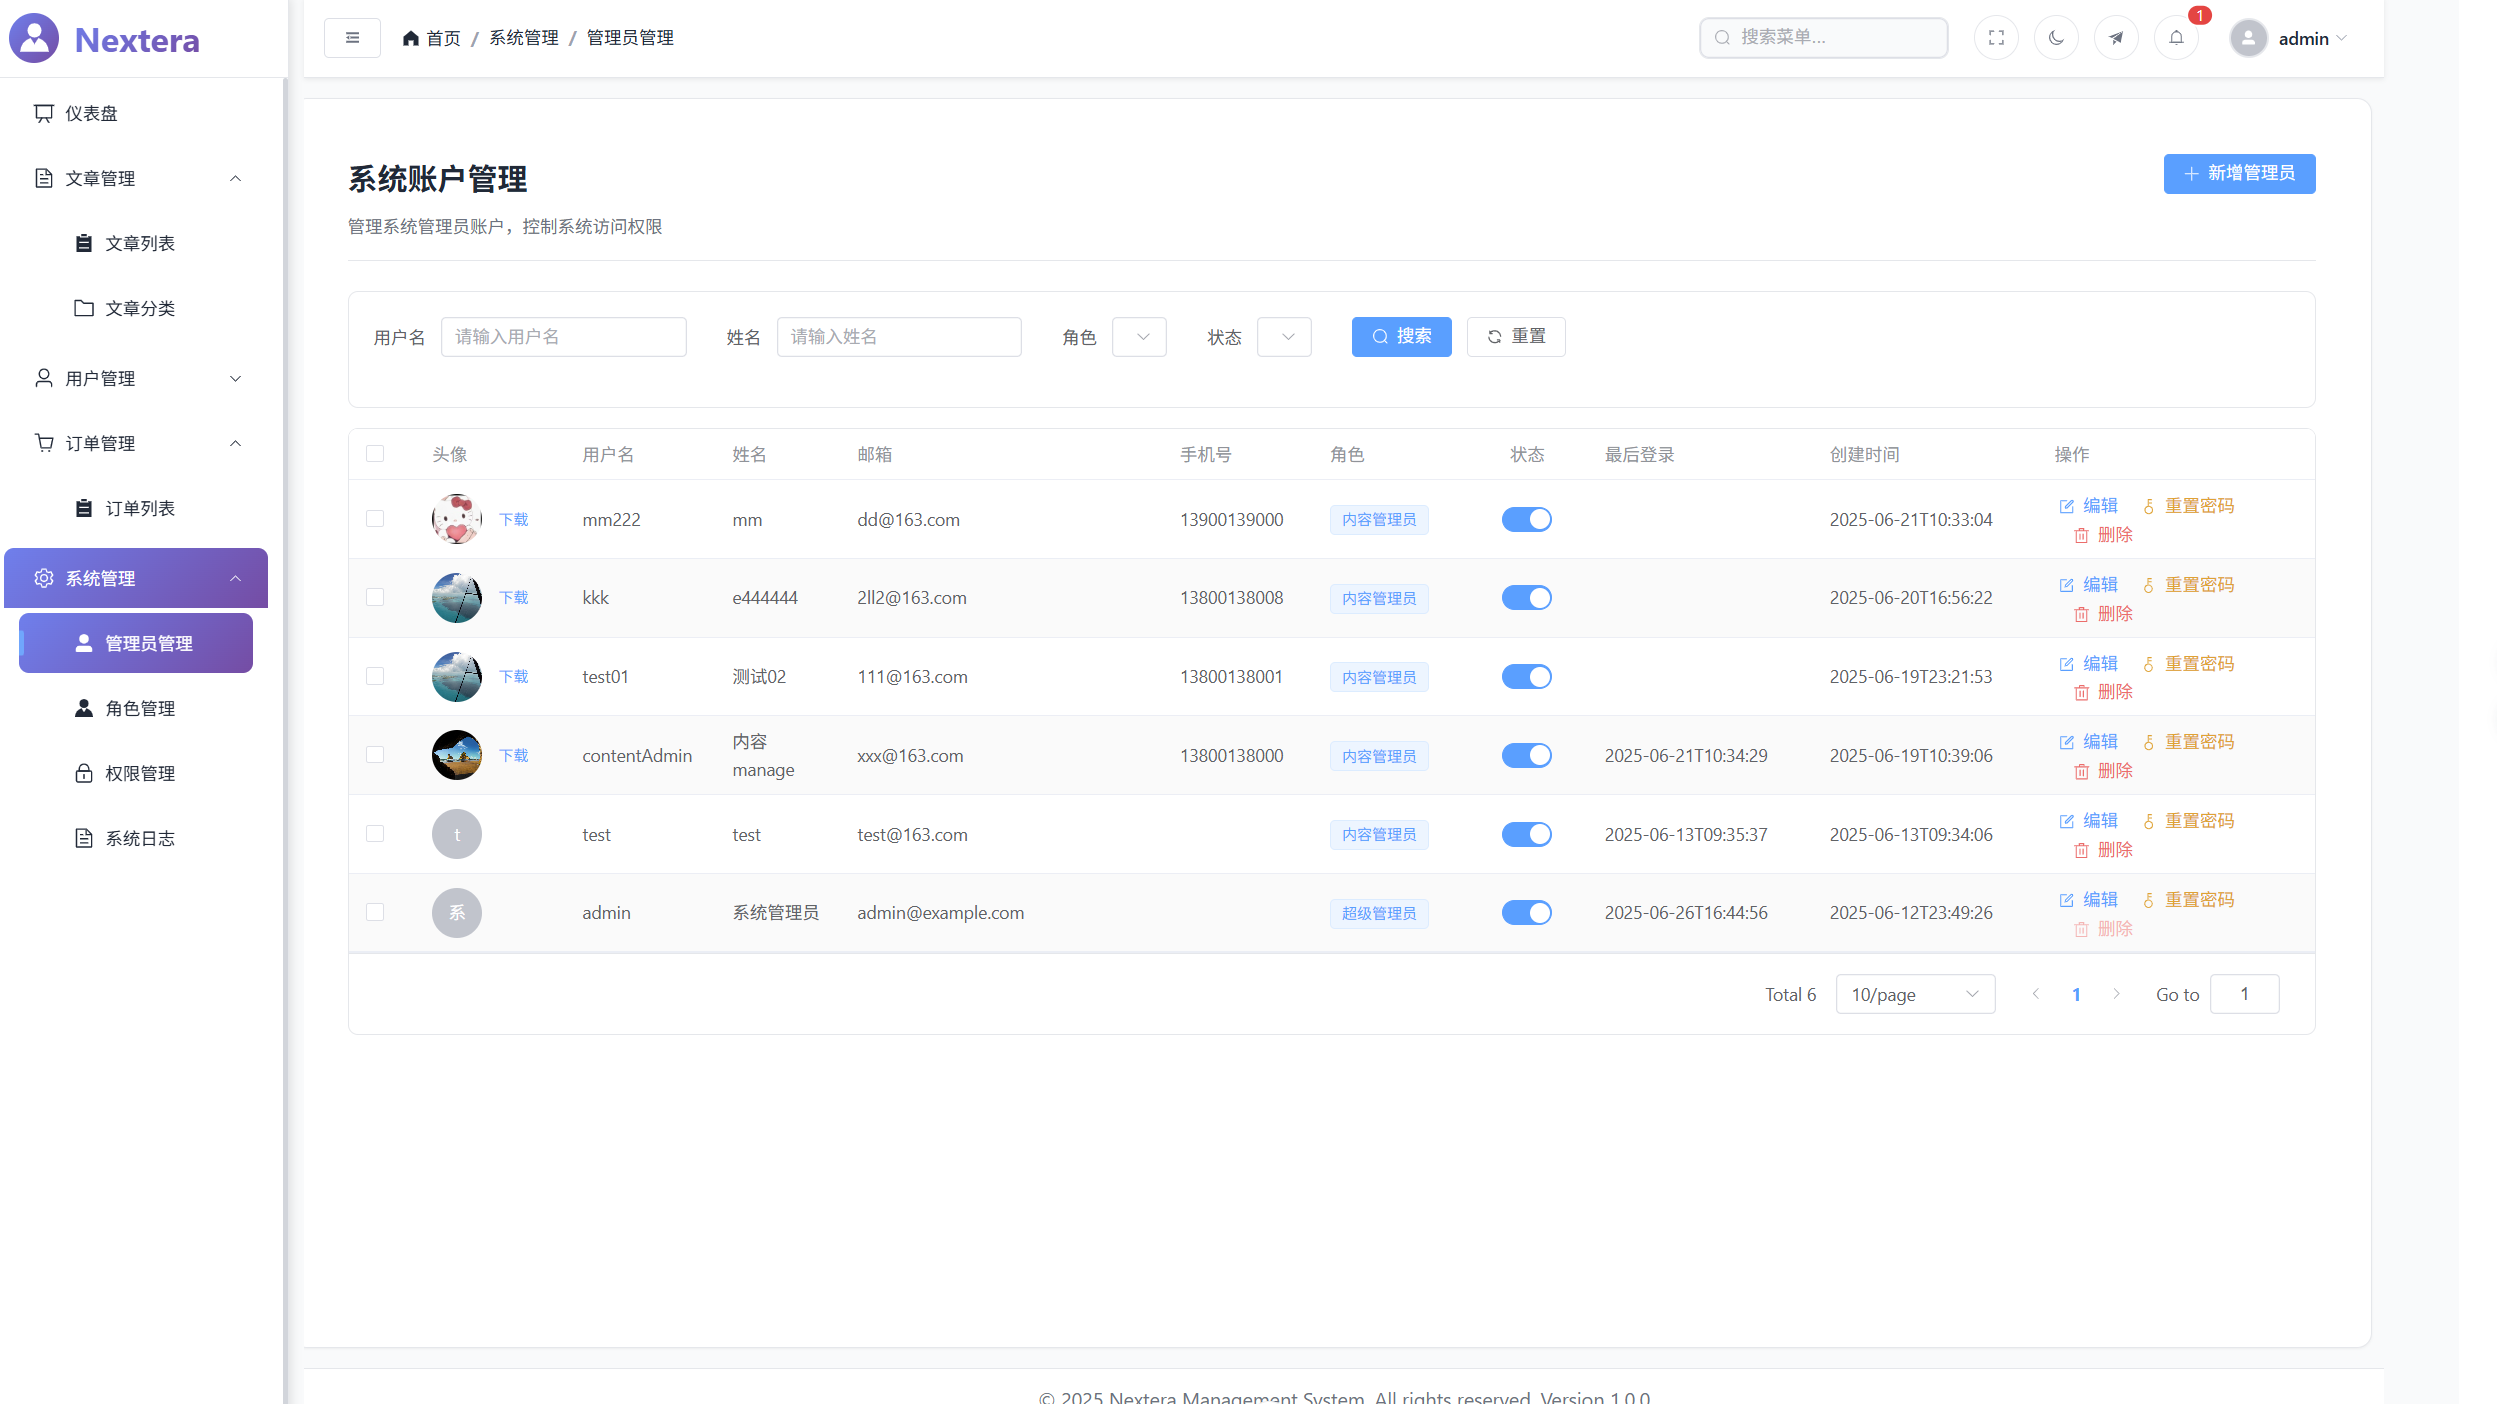 Nextera
首页 / 系统管理 / 管理员管理
搜索菜单...
1
admin
仪表盘
文章管理
文章列表
文章分类
用户管理
订单管理
订单列表
系统管理
管理员管理
角色管理
权限管理
系统日志
系统账户管理
新增管理员
管理系统管理员账户，控制系统访问权限
用户名 请输入用户名 姓名 请输入姓名 角色 状态 搜索 重置
头像 用户名 姓名 邮箱 手机号 角色 状态 最后登录 创建时间 操作
下载 mm222 mm dd@163.com 13900139000 内容管理员 2025-06-21T10:33:04 编辑 重置密码
删除
下载 kkk e444444 2ll2@163.com 13800138008 内容管理员 2025-06-20T16:56:22 编辑 重置密码
删除
下载 test01 测试02 111@163.com 13800138001 内容管理员 2025-06-19T23:21:53 编辑 重置密码
删除
下载 contentAdmin 内容 manage xxx@163.com 13800138000 内容管理员 2025-06-21T10:34:29 2025-06-19T10:39:06 编辑 重置密码
删除
t test test test@163.com 内容管理员 2025-06-13T09:35:37 2025-06-13T09:34:06 编辑 重置密码
删除
系 admin 系统管理员 admin@example.com 超级管理员 2025-06-26T16:44:56 2025-06-12T23:49:26 编辑 重置密码
删除
Total 6 10/page 1 Go to 1
© 2025 Nextera Management System. All rights reserved. Version 1.0.0